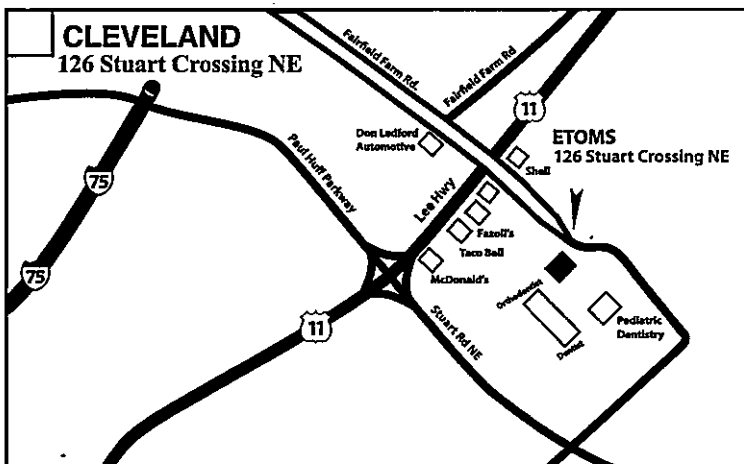 CLEVELAND
126 Stuart Crossing NE
Fairfield Farm Rd.
Fairfield Farm Rd
11
ETOMS
126 Stuart Crossing NE
Don Ledford
Automotive
Shell
75
Paul Huff Parkway
Lee Hwy
Fazoli's
Taco Bell
McDonald's
75
Orthodontist
11
Stuart Rd NE
Pediatric
Dentistry
Dentist